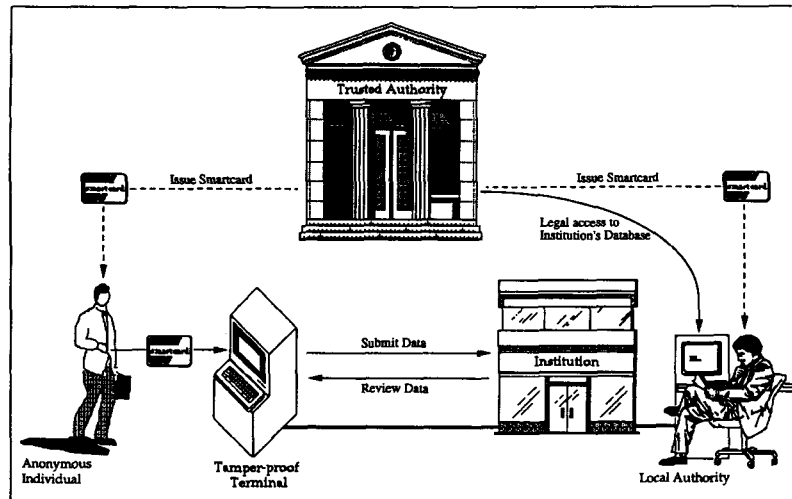 Trusted Authority
Issue Smartcard
Issue Smartcard
smartcard
smartcard
Legal access to
Institution's Database
smartcard
Submit Data
Institution
Review Data
Anonymous
Individual
Tamper-proof
Terminal
Local Authority